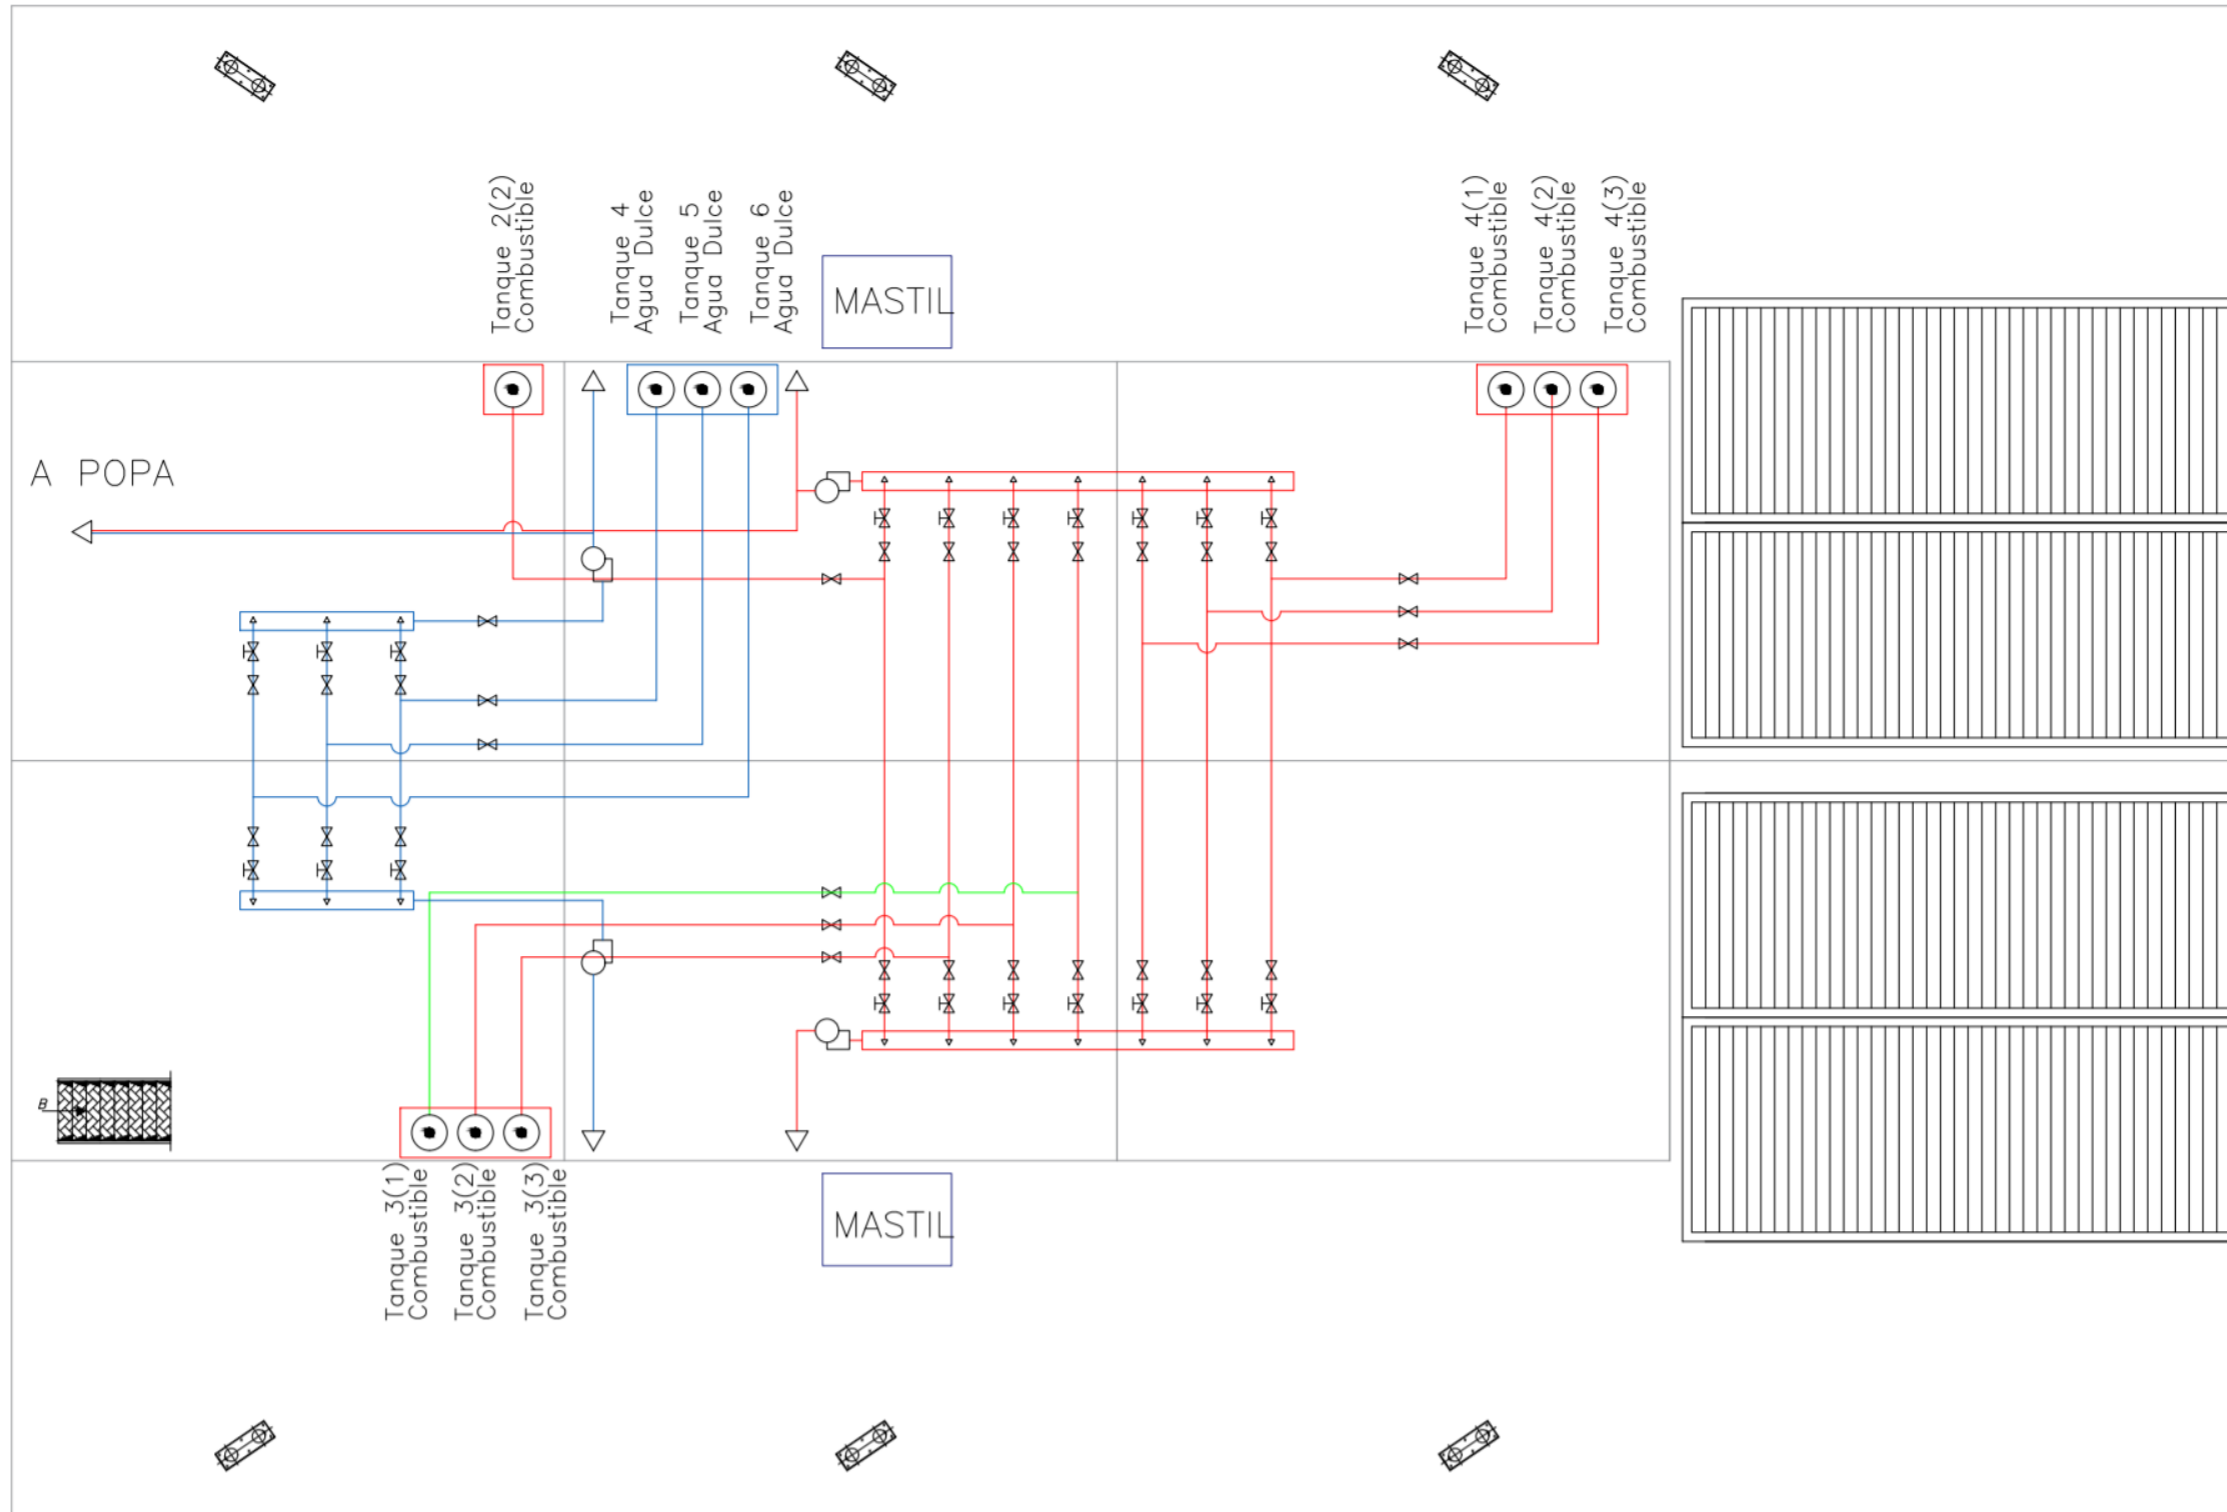 Tanque 2(2)
Combustible
Tanque 4
Agua Dulce
Tanque 5
Agua Dulce
Tanque 6
Agua Dulce
MASTIL
Tanque 4(1)
Combustible
Tanque 4(2)
Combustible
Tanque 4(3)
Combustible
A POPA
B
Tanque 3(1)
Combustible
Tanque 3(2)
Combustible
Tanque 3(3)
Combustible
MASTIL